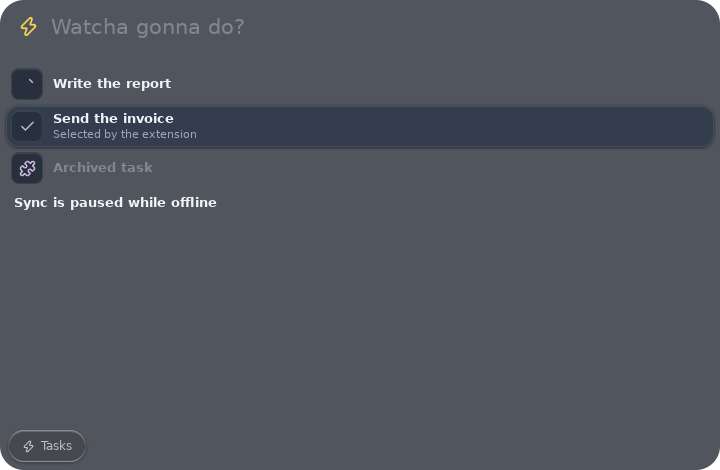 Watcha gonna do?
Write the report
Send the invoice
Selected by the extension
Archived task
Sync is paused while offline
Tasks